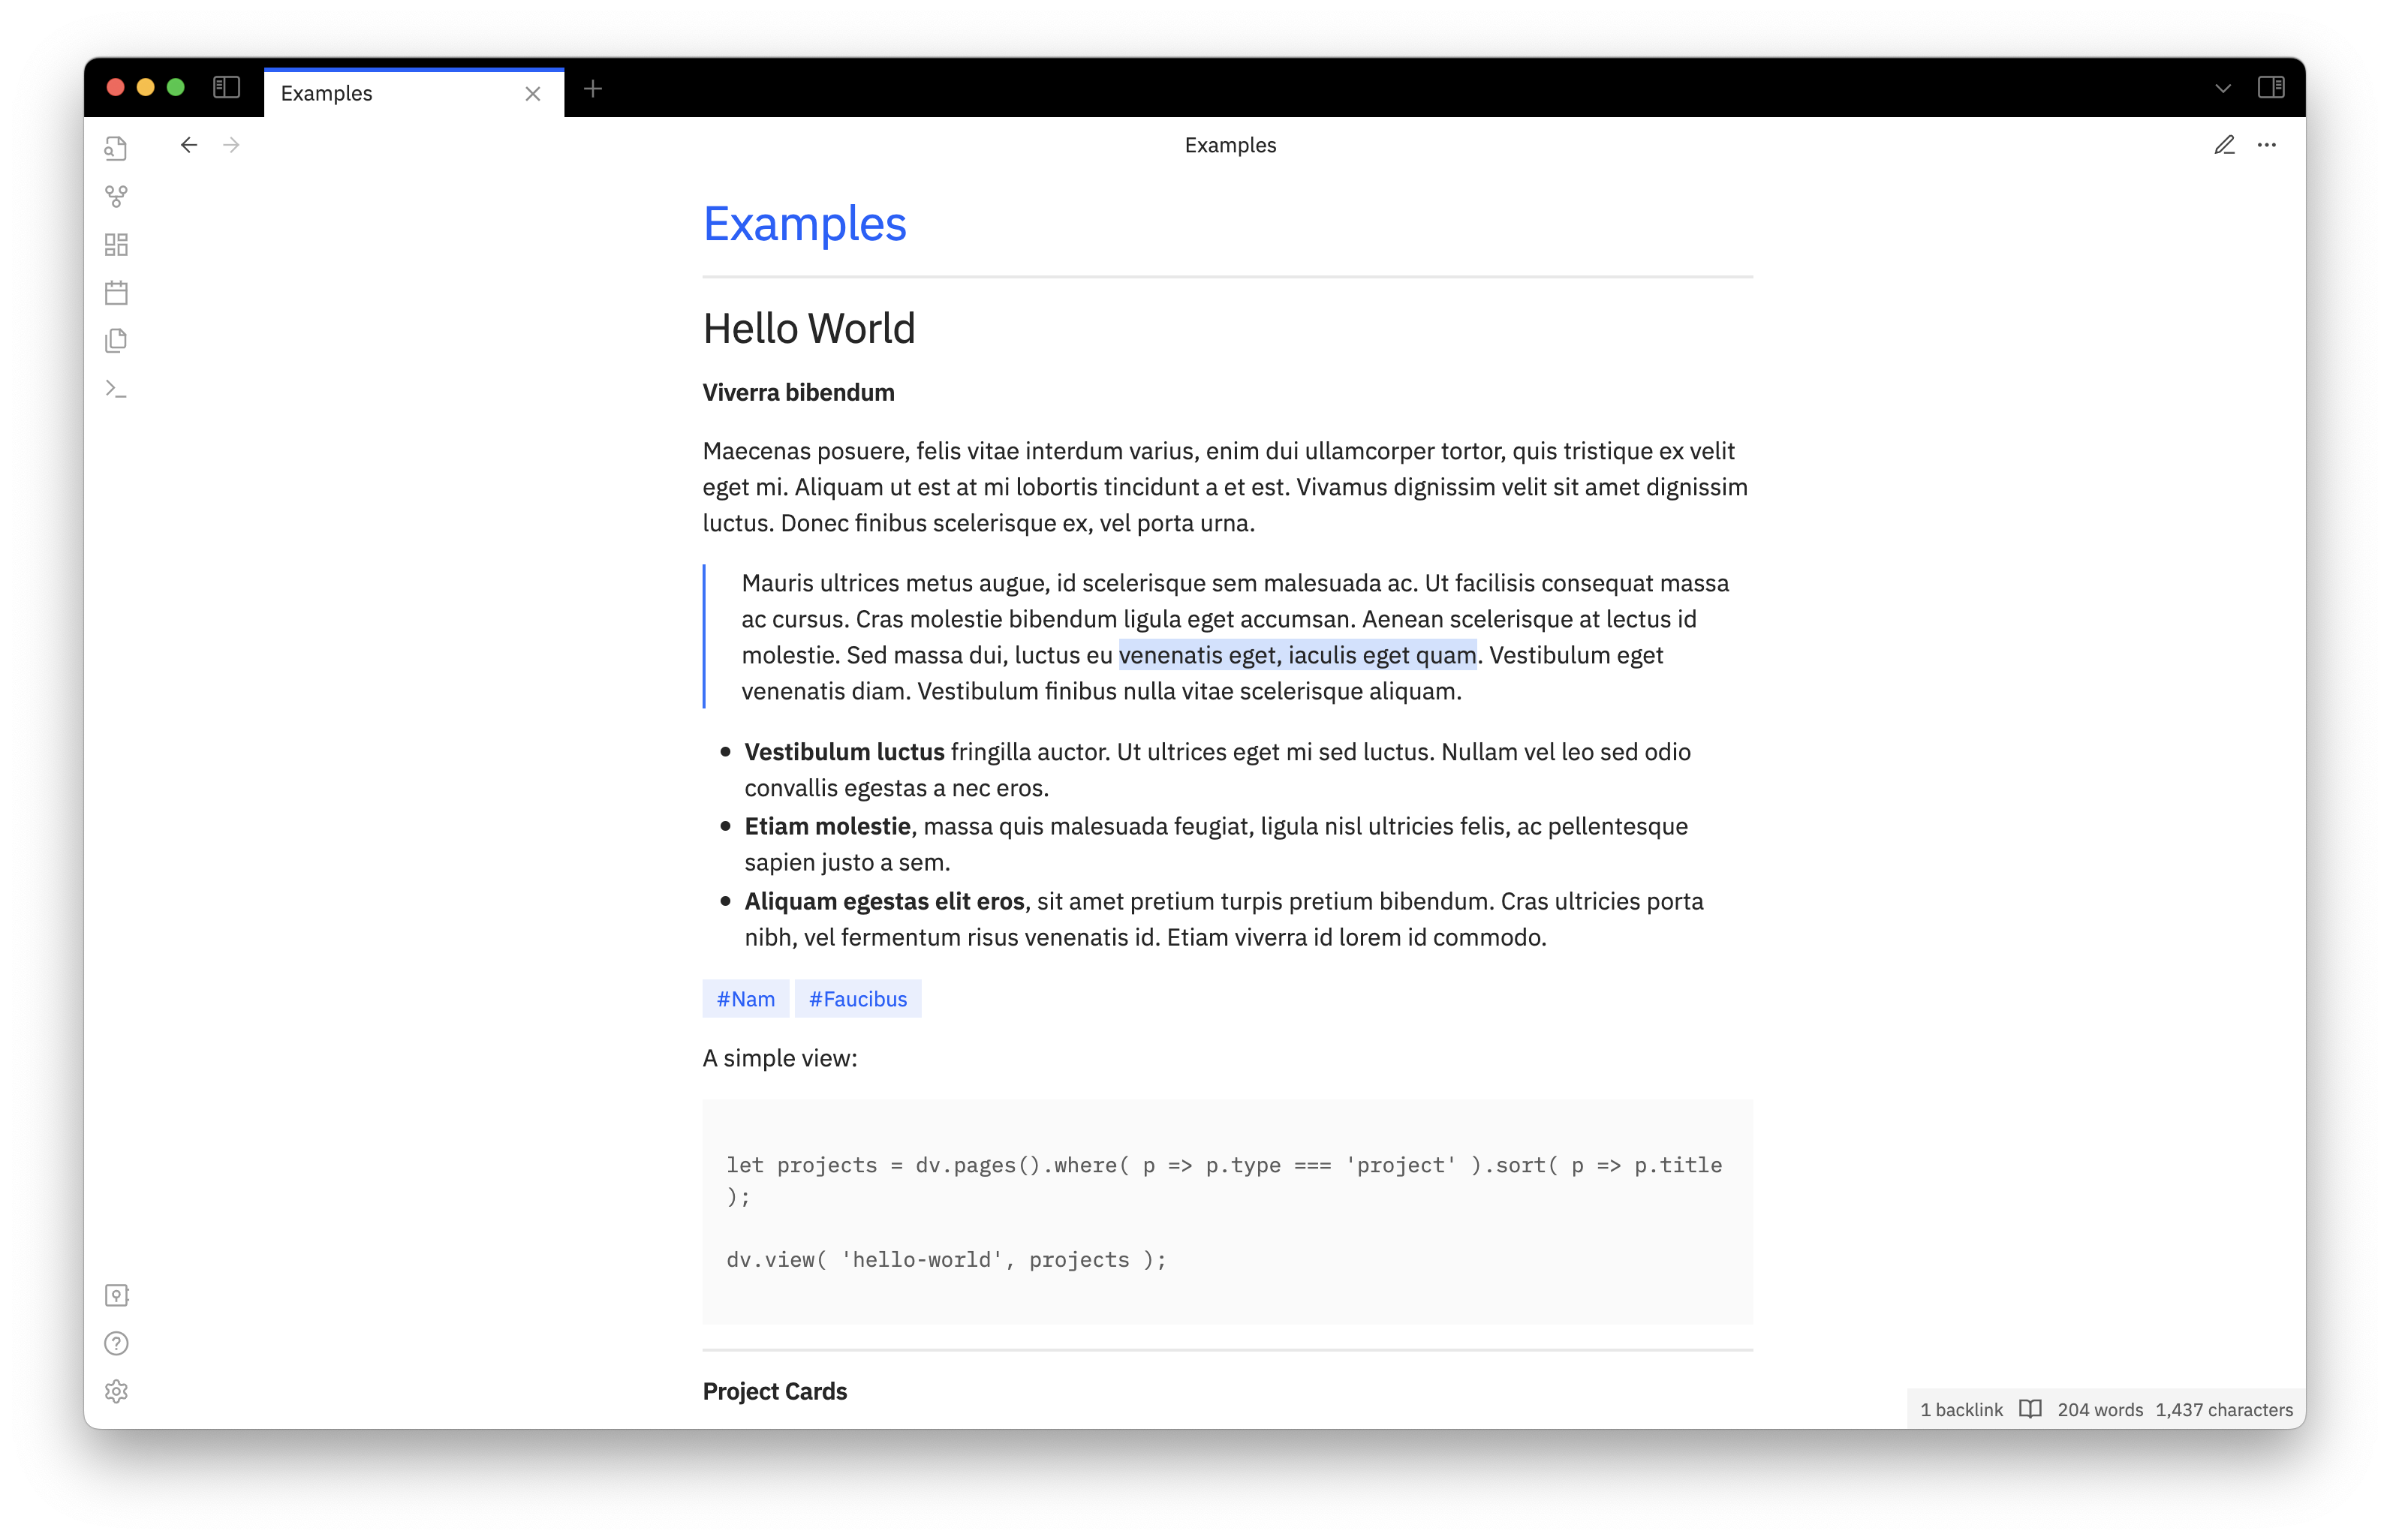 Examples
Examples
Examples
Hello World
Viverra bibendum
Maecenas posuere, felis vitae interdum varius, enim dui ullamcorper tortor, quis tristique ex velit
eget mi. Aliquam ut est at mi lobortis tincidunt a et est. Vivamus dignissim velit sit amet dignissim
luctus. Donec finibus scelerisque ex, vel porta urna.
Mauris ultrices metus augue, id scelerisque sem malesuada ac. Ut facilisis consequat massa
ac cursus. Cras molestie bibendum ligula eget accumsan. Aenean scelerisque at lectus id
molestie. Sed massa dui, luctus eu venenatis eget, iaculis eget quam. Vestibulum eget
venenatis diam. Vestibulum finibus nulla vitae scelerisque aliquam.
Vestibulum luctus fringilla auctor. Ut ultrices eget mi sed luctus. Nullam vel leo sed odio
convallis egestas a nec eros.
Etiam molestie, massa quis malesuada feugiat, ligula nisl ultricies felis, ac pellentesque
sapien justo a sem.
Aliquam egestas elit eros, sit amet pretium turpis pretium bibendum. Cras ultricies porta
nibh, vel fermentum risus venenatis id. Etiam viverra id lorem id commodo.
#Nam #Faucibus
A simple view:
let projects = dv.pages().where( p => p.type === 'project' ).sort( p => p.title
);
dv.view( 'hello-world', projects );
Project Cards
1 backlink 204 words 1,437 characters